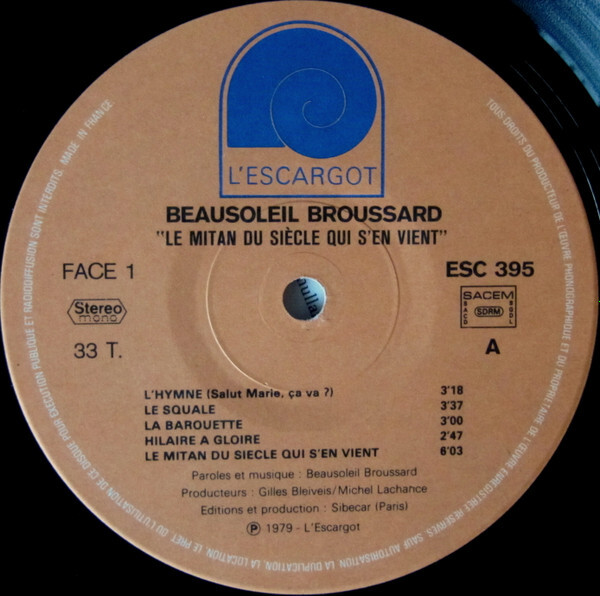 L'ESCARGOT
BEAUSOLEIL BROUSSARD
"LE MITAN DU SIÈCLE QUI S'EN VIENT"
FACE 1
ESC 395
Stereo
mono
SACEM
SACD
SDRM
SGDL
33 T.
A
L'HYMNE (Salut Marie, ça va ?) 3'18
LE SQUALE 3'37
LA BAROUETTE 3'00
HILAIRE A GLOIRE 2'47
LE MITAN DU SIECLE QUI S'EN VIENT 6'03
Paroles et musique : Beausoleil Broussard
Producteurs : Gilles Bleiveis/Michel Lachance
Editions et production : Sibecar (Paris)
℗ 1979 - L'Escargot
TOUS DROITS DU PRODUCTEUR DE L'ŒUVRE PHONOGRAPHIQUE ET DU PROPRIETAIRE DE L'ŒUVRE ENREGISTREE RESERVES. SAUF AUTORISATION, LA DUPLICATION, LA LOCATION, LE PRET OU L'UTILISATION DE CE DISQUE POUR EXECUTION PUBLIQUE ET RADIODIFFUSION SONT INTERDITS. MADE IN FRANCE